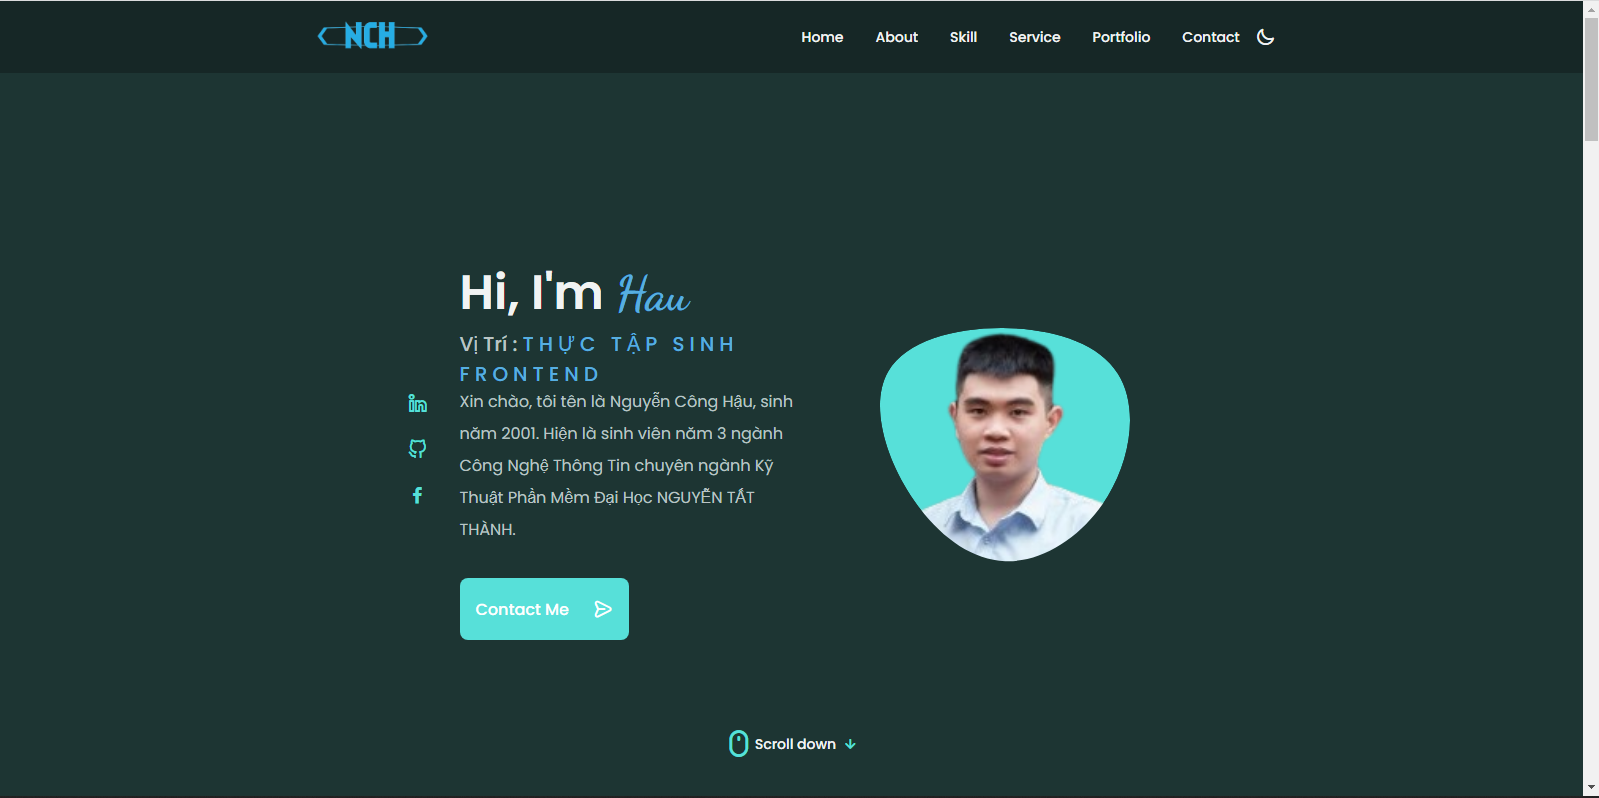 NCH
Home About Skill Service Portfolio Contact
Hi, I'm Hau
Vị Trí : THỰC TẬP SINH
FRONTEND
Xin chào, tôi tên là Nguyễn Công Hậu, sinh
năm 2001. Hiện là sinh viên năm 3 ngành
Công Nghệ Thông Tin chuyên ngành Kỹ
Thuật Phần Mềm Đại Học NGUYỄN TẤT
THÀNH.
Contact Me
Scroll down